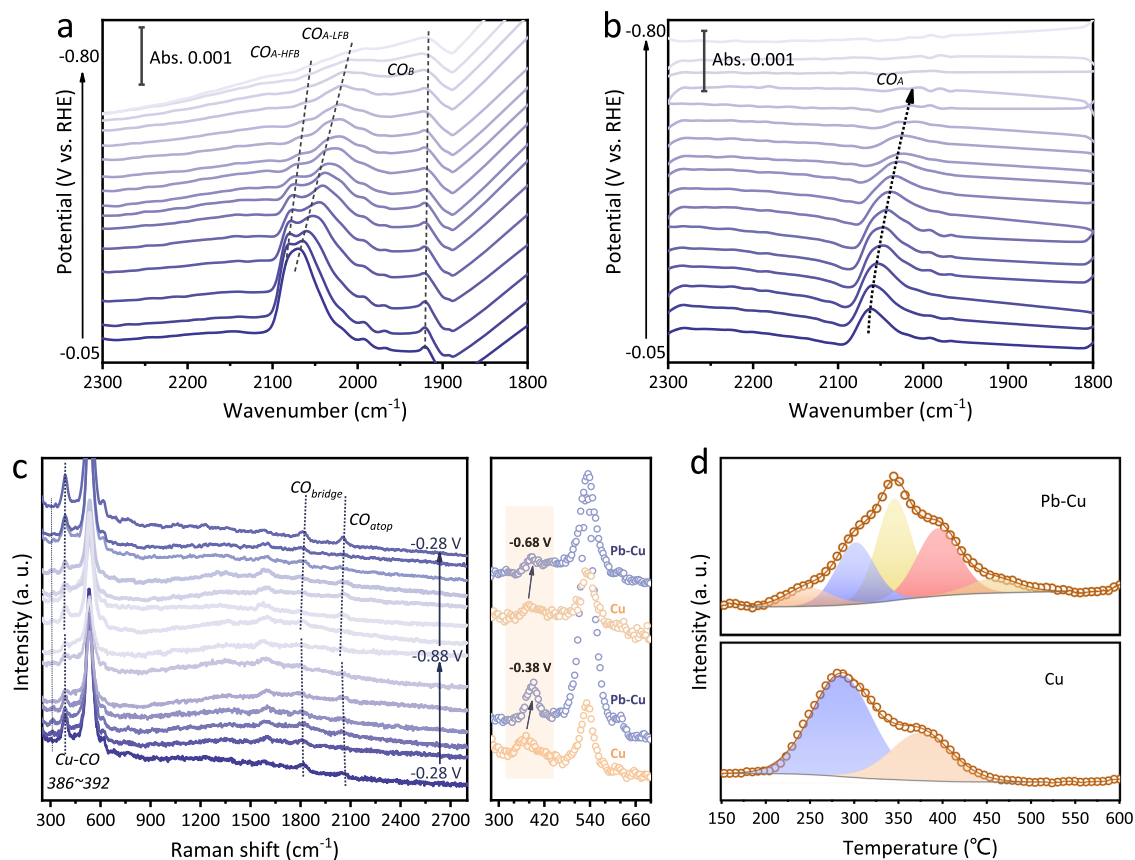 a
CO_A-HFB
CO_A-LFB
CO_B
Abs. 0.001
-0.80
-0.05
Potential (V vs. RHE)
2300 2200 2100 2000 1900 1800
Wavenumber (cm⁻¹)
b
-0.80
Abs. 0.001
CO_A
-0.05
Potential (V vs. RHE)
2300 2200 2100 2000 1900 1800
Wavenumber (cm⁻¹)
c
CO_bridge
CO_atop
-0.28 V
-0.88 V
-0.28 V
Cu-CO
386~392
Intensity (a. u.)
300 600 900 1200 1500 1800 2100 2400 2700
Raman shift (cm⁻¹)
-0.68 V
Pb-Cu
Cu
-0.38 V
Pb-Cu
Cu
300 420 540 660
d
Pb-Cu
Cu
Intensity (a. u.)
150 200 250 300 350 400 450 500 550 600
Temperature (℃)